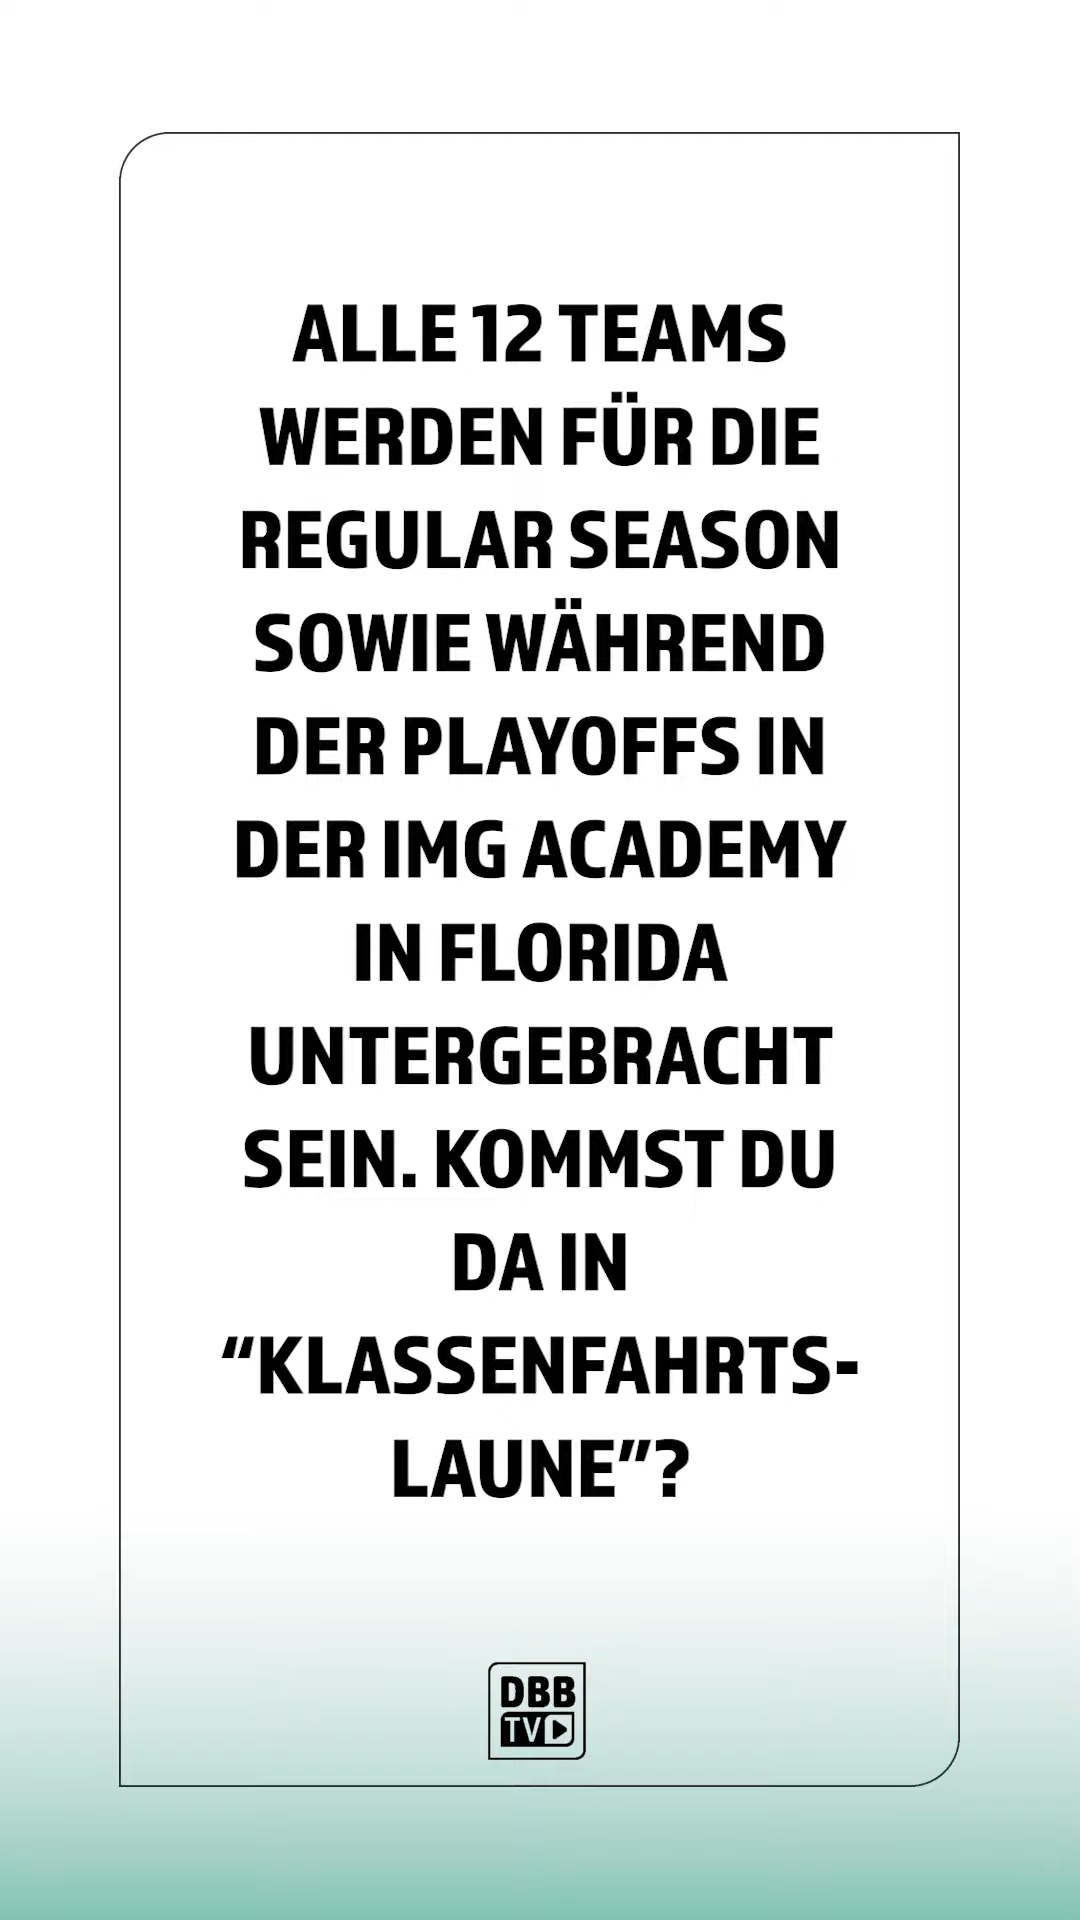 ALLE 12 TEAMS
WERDEN FÜR DIE
REGULAR SEASON
SOWIE WÄHREND
DER PLAYOFFS IN
DER IMG ACADEMY
IN FLORIDA
UNTERGEBRACHT
SEIN. KOMMST DU
DA IN
“KLASSENFAHRTS-
LAUNE”?
DBB
TV